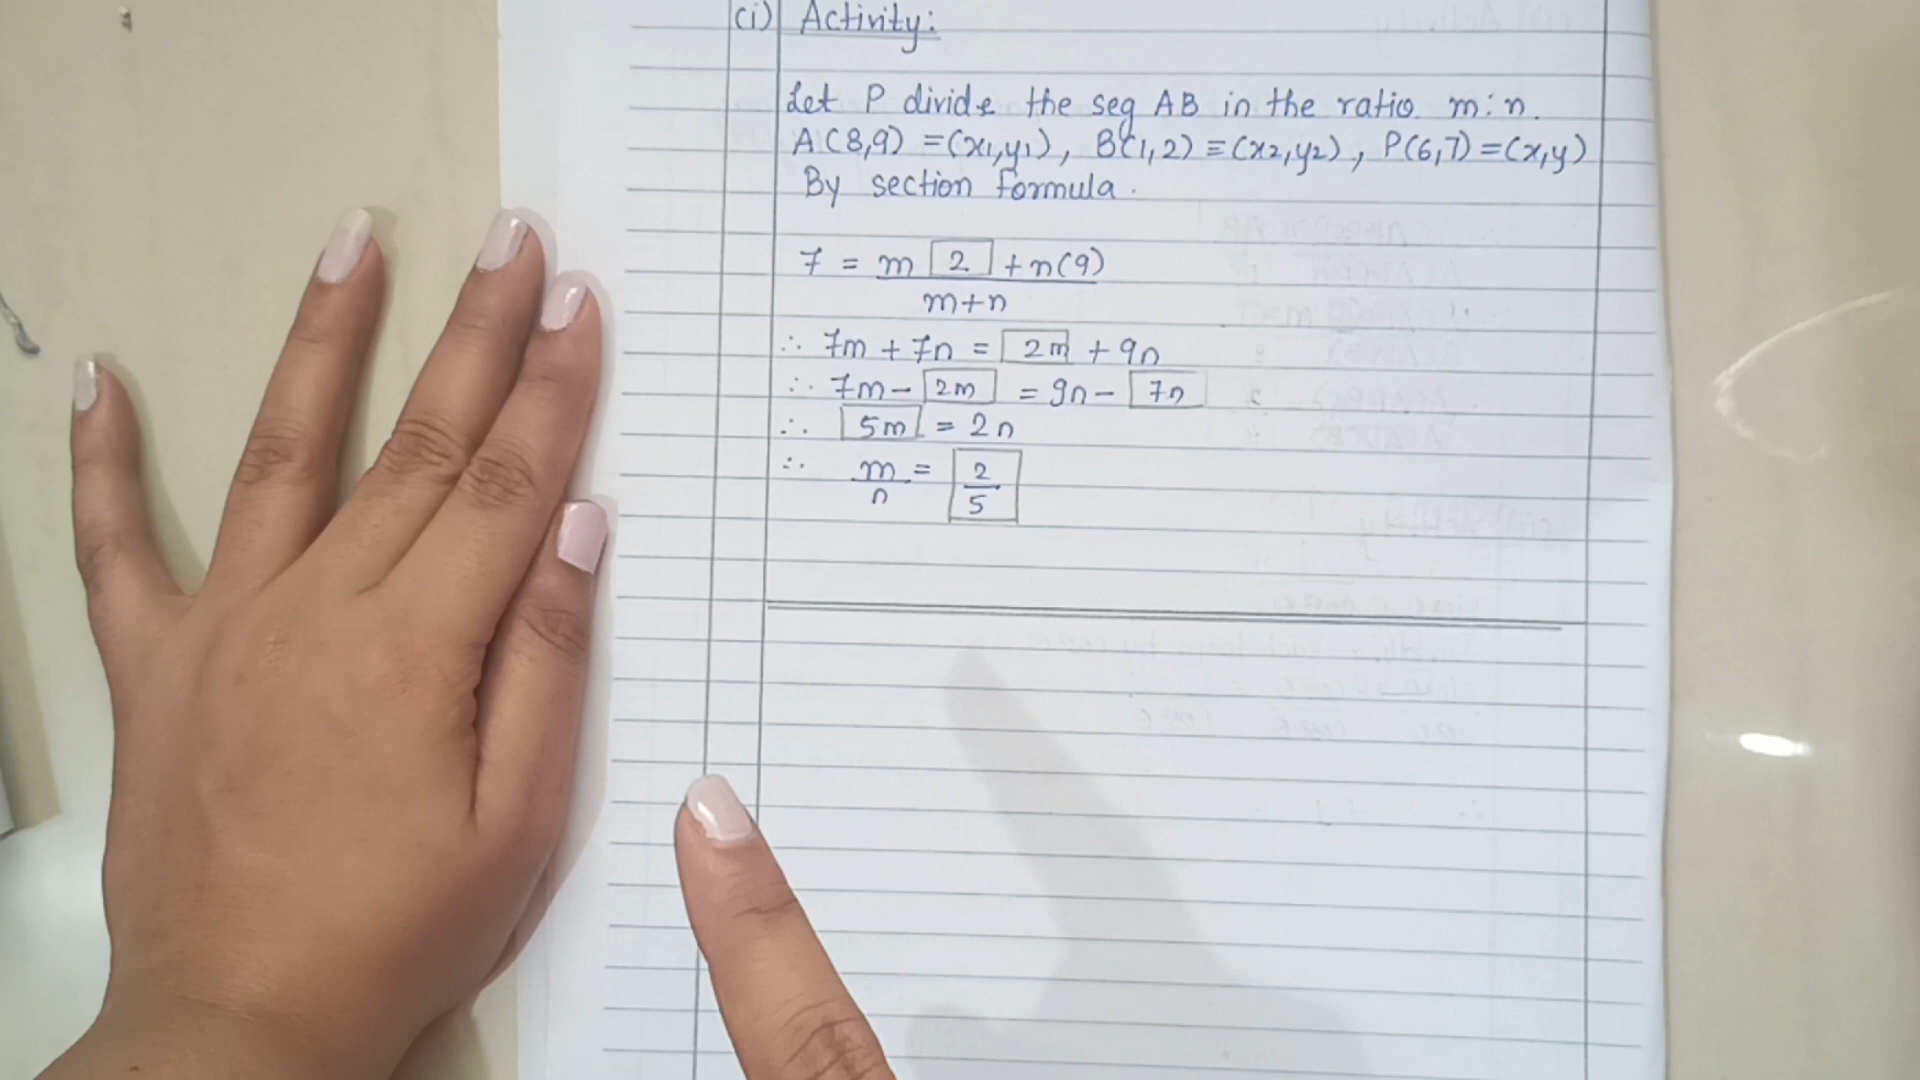 (i) Activity:
Let P divide the seg AB in the ratio m:n.
A(8,9) = (x₁,y₁), B(1,2) ≡ (x₂,y₂), P(6,7) = (x,y)
By section formula.
7 = m 2 + n(9)
m+n
∴ 7m + 7n = 2m + 9n
∴ 7m - 2m = 9n - 7n
∴ 5m = 2n
∴ m/n = 2/5